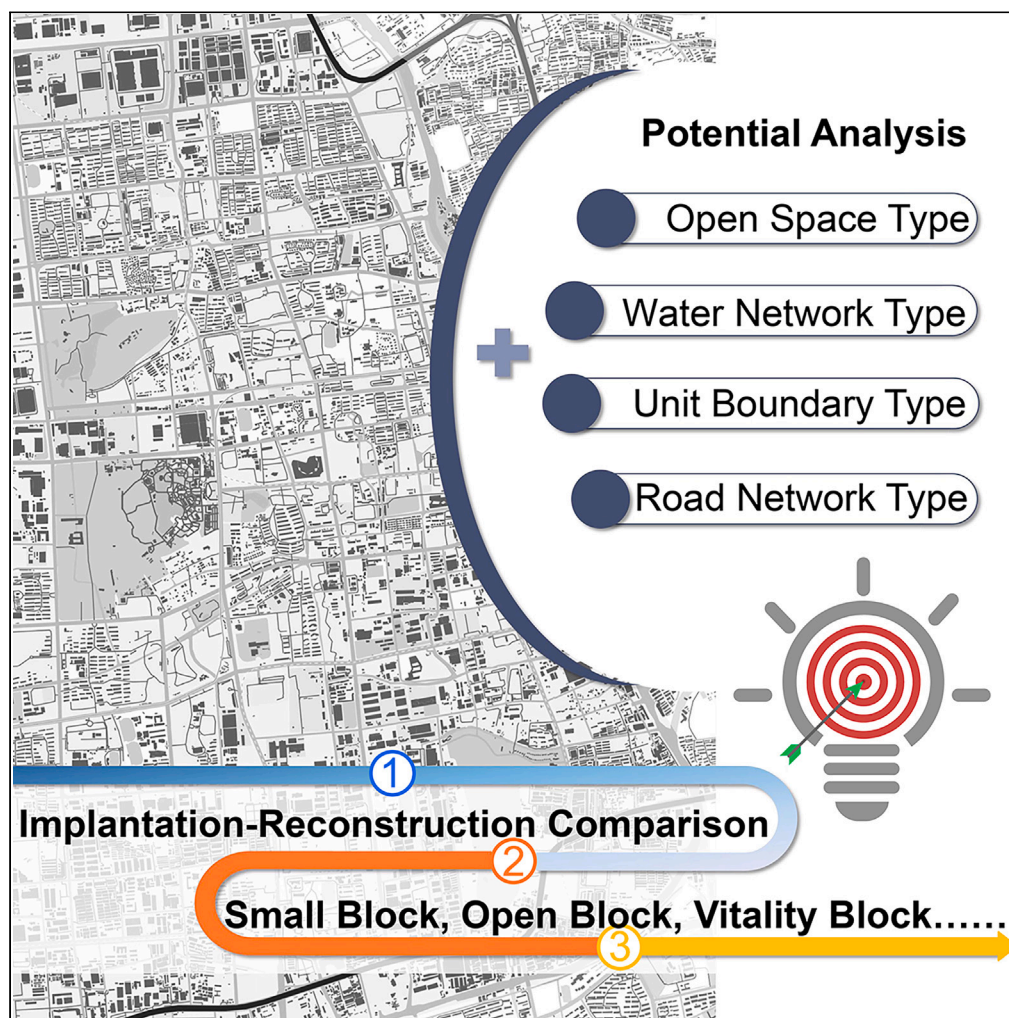 Potential Analysis
Open Space Type
Water Network Type
Unit Boundary Type
Road Network Type
1
Implantation-Reconstruction Comparison
2
Small Block, Open Block, Vitality Block……
3